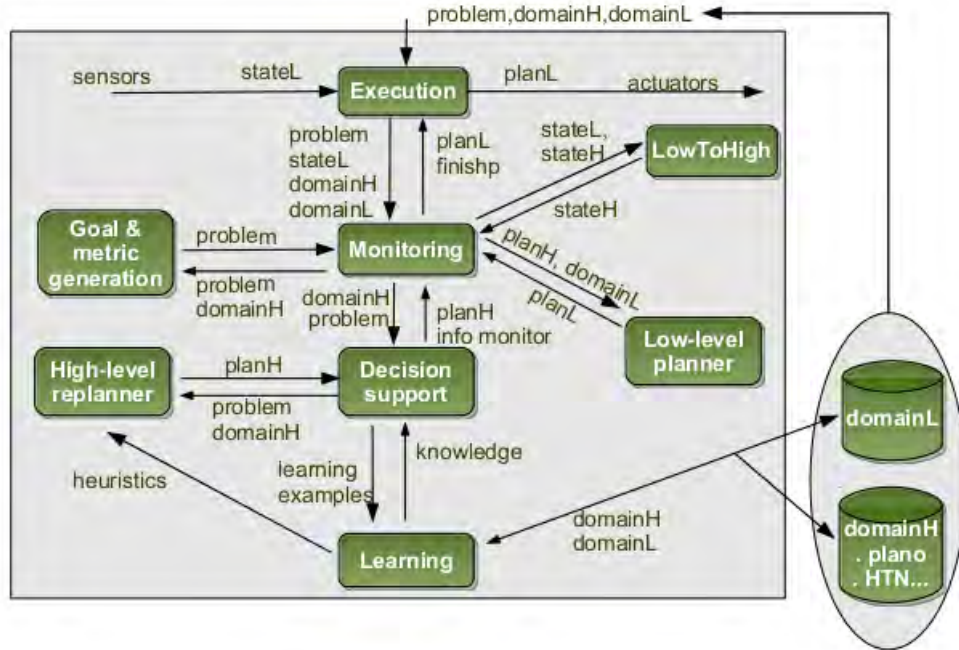 problem,domainH,domainL
sensors
stateL
Execution
planL
actuators
problem
stateL
domainH
domainL
planL
finishp
stateL,
stateH
LowToHigh
stateH
Goal &
metric
generation
problem
Monitoring
problem
domainH
planH, domainL
planL
domainH
problem
planH
info monitor
Low-level
planner
High-level
replanner
planH
Decision
support
problem
domainH
domainL
heuristics
learning
examples
knowledge
domainH
domainL
Learning
domainH
. plano
. HTN...